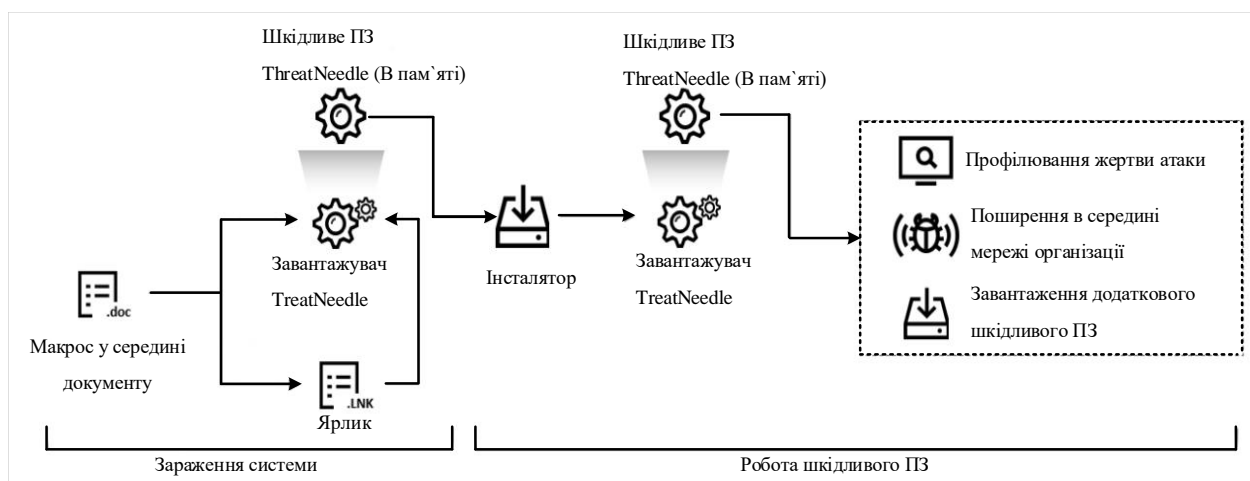 Шкідливе ПЗ
ThreatNeedle (В пам`яті)
Завантажувач
TreatNeedle
.doc
Макрос у середині
документу
.LNK
Ярлик
Інсталятор
Шкідливе ПЗ
ThreatNeedle (В пам`яті)
Завантажувач
TreatNeedle
Профілювання жертви атаки
Поширення в середині
мережі організації
Завантаження додаткового
шкідливого ПЗ
Зараження системи
Робота шкідливого ПЗ